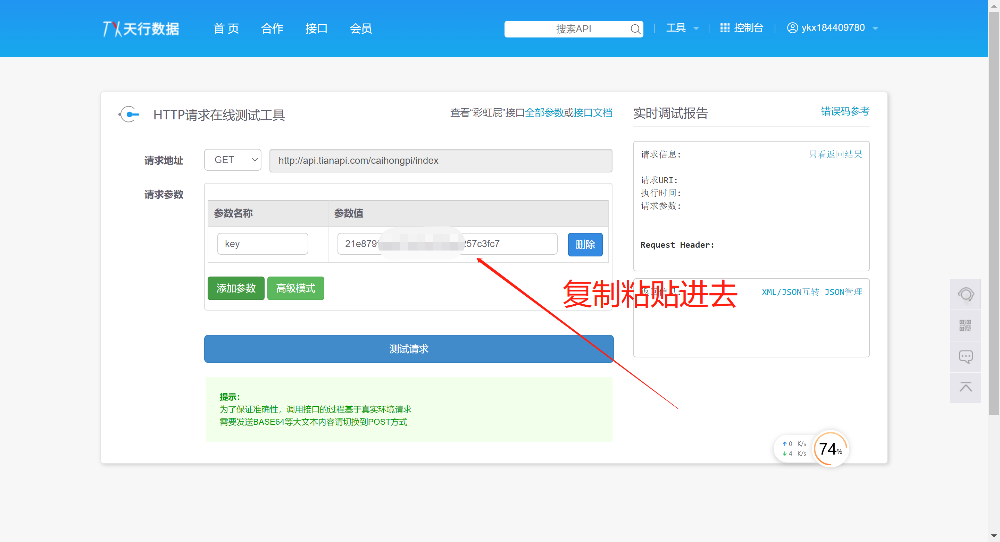 TX天行数据
首页
合作
接口
会员
搜索API
工具
控制台
ykx184409780
HTTP请求在线测试工具
查看“彩虹屁”接口全部参数或接口文档
请求地址
GET
http://api.tianapi.com/caihongpi/index
请求参数
参数名称
参数值
key
21e879f
257c3fc7
删除
添加参数
高级模式
测试请求
提示：
为了保证准确性，调用接口的过程基于真实环境请求
需要发送BASE64等大文本内容请切换到POST方式
实时调试报告
错误码参考
请求信息：
只看返回结果
请求URI：
执行时间：
请求参数：
Request Header:
复制粘贴进去
返回信息：
XML/JSON互转 JSON管理
0 K/s
4 K/s
74%